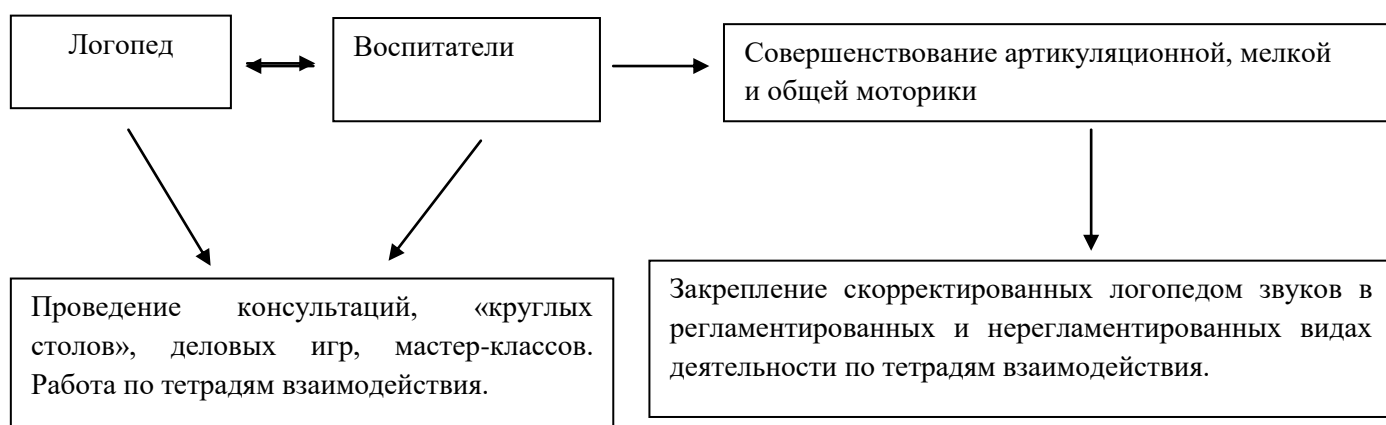 Логопед
Воспитатели
Совершенствование артикуляционной, мелкой
и общей моторики
Проведение консультаций, «круглых
столов», деловых игр, мастер-классов.
Работа по тетрадям взаимодействия.
Закрепление скорректированных логопедом звуков в
регламентированных и нерегламентированных видах
деятельности по тетрадям взаимодействия.